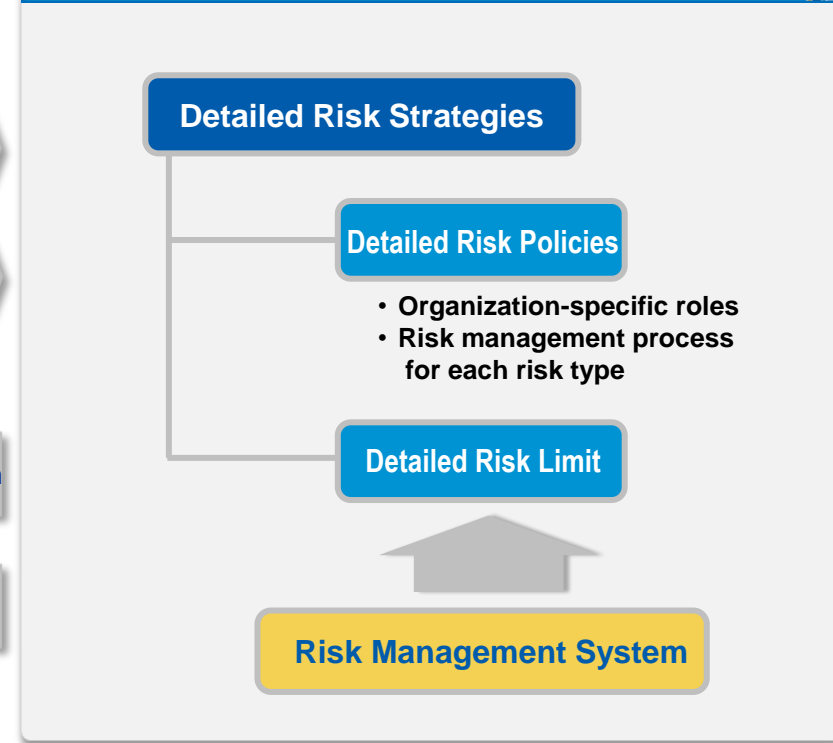 Detailed Risk Strategies
Detailed Risk Policies
• Organization-specific roles
• Risk management process
for each risk type
Detailed Risk Limit
Risk Management System